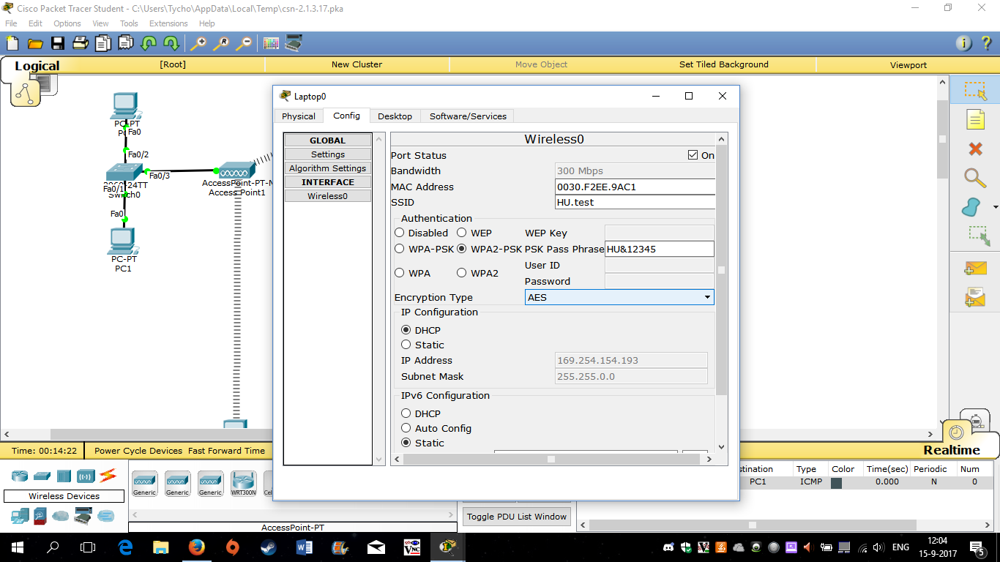 Cisco Packet Tracer Student - C:\Users\Tycho\AppData\Local\Temp\csn-2.1.3.17.pka
File Edit Options View Tools Extensions Help
Logical
[Root]
New Cluster
Move Object
Set Tiled Background
Viewport
PC-PT
Fa0
Fa0/2
Fa0/3
24TT
Fa0/1
Switch0
AccessPoint-PT-N
Access Point1
Fa0
PC-PT
PC1
Laptop0
Physical
Config
Desktop
Software/Services
GLOBAL
Settings
Algorithm Settings
INTERFACE
Wireless0
Wireless0
Port Status On
Bandwidth 300 Mbps
MAC Address 0030.F2EE.9AC1
SSID HU.test
Authentication
Disabled WEP WEP Key
WPA-PSK WPA2-PSK PSK Pass Phrase HU&12345
User ID
WPA WPA2
Password
Encryption Type AES
IP Configuration
DHCP
Static
IP Address 169.254.154.193
Subnet Mask 255.255.0.0
IPv6 Configuration
DHCP
Auto Config
Static
Time: 00:14:22
Power Cycle Devices Fast Forward Time
Realtime
Wireless Devices
Generic
Generic
Generic
WRT300N
AccessPoint-PT
Toggle PDU List Window
stination Type Color Time(sec) Periodic Num
PC1 ICMP 0.000 N 0
ENG
12:04
15-9-2017
5